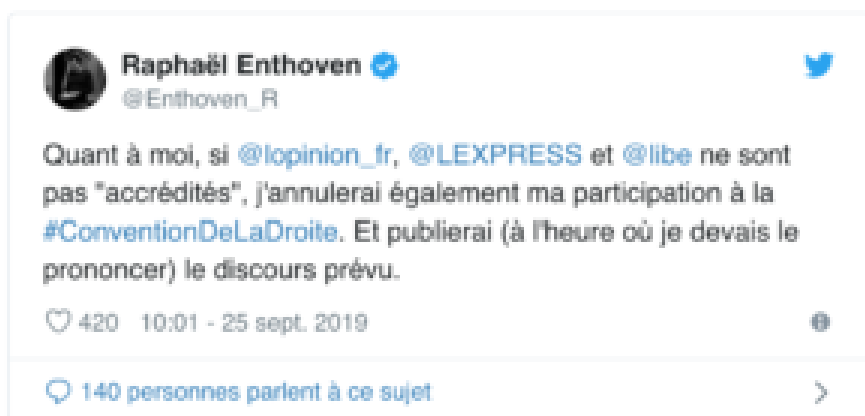 Raphaël Enthoven
@Enthoven_R
Quant à moi, si @lopinion_fr, @LEXPRESS et @libe ne sont
pas "accrédités", j'annulerai également ma participation à la
#ConventionDeLaDroite. Et publierai (à l'heure où je devais le
prononcer) le discours prévu.
420 10:01 - 25 sept. 2019
140 personnes parlent à ce sujet